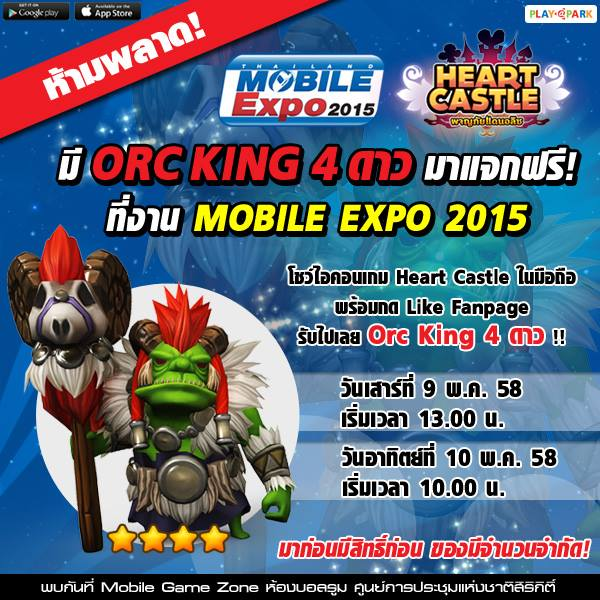 GET IT ON
Google play
Available on the
App Store
PLAY@PARK
ห้ามพลาด!
THAILAND
MOBILE
Expo 2015
HEART
CASTLE
ผจญภัยแดนอลิซ
มี ORC KING 4 ดาว มาแจกฟรี!
ที่งาน MOBILE EXPO 2015
โชว์ไอคอนเกม Heart Castle ในมือถือ
พร้อมกด Like Fanpage
รับไปเลย Orc King 4 ดาว !!
วันเสาร์ที่ 9 พ.ค. 58
เริ่มเวลา 13.00 น.
วันอาทิตย์ที่ 10 พ.ค. 58
เริ่มเวลา 10.00 น.
มาก่อนมีสิทธิ์ก่อน ของมีจำนวนจำกัด!
พบกันที่ Mobile Game Zone ห้องบอลรูม ศูนย์การประชุมแห่งชาติสิริกิติ์